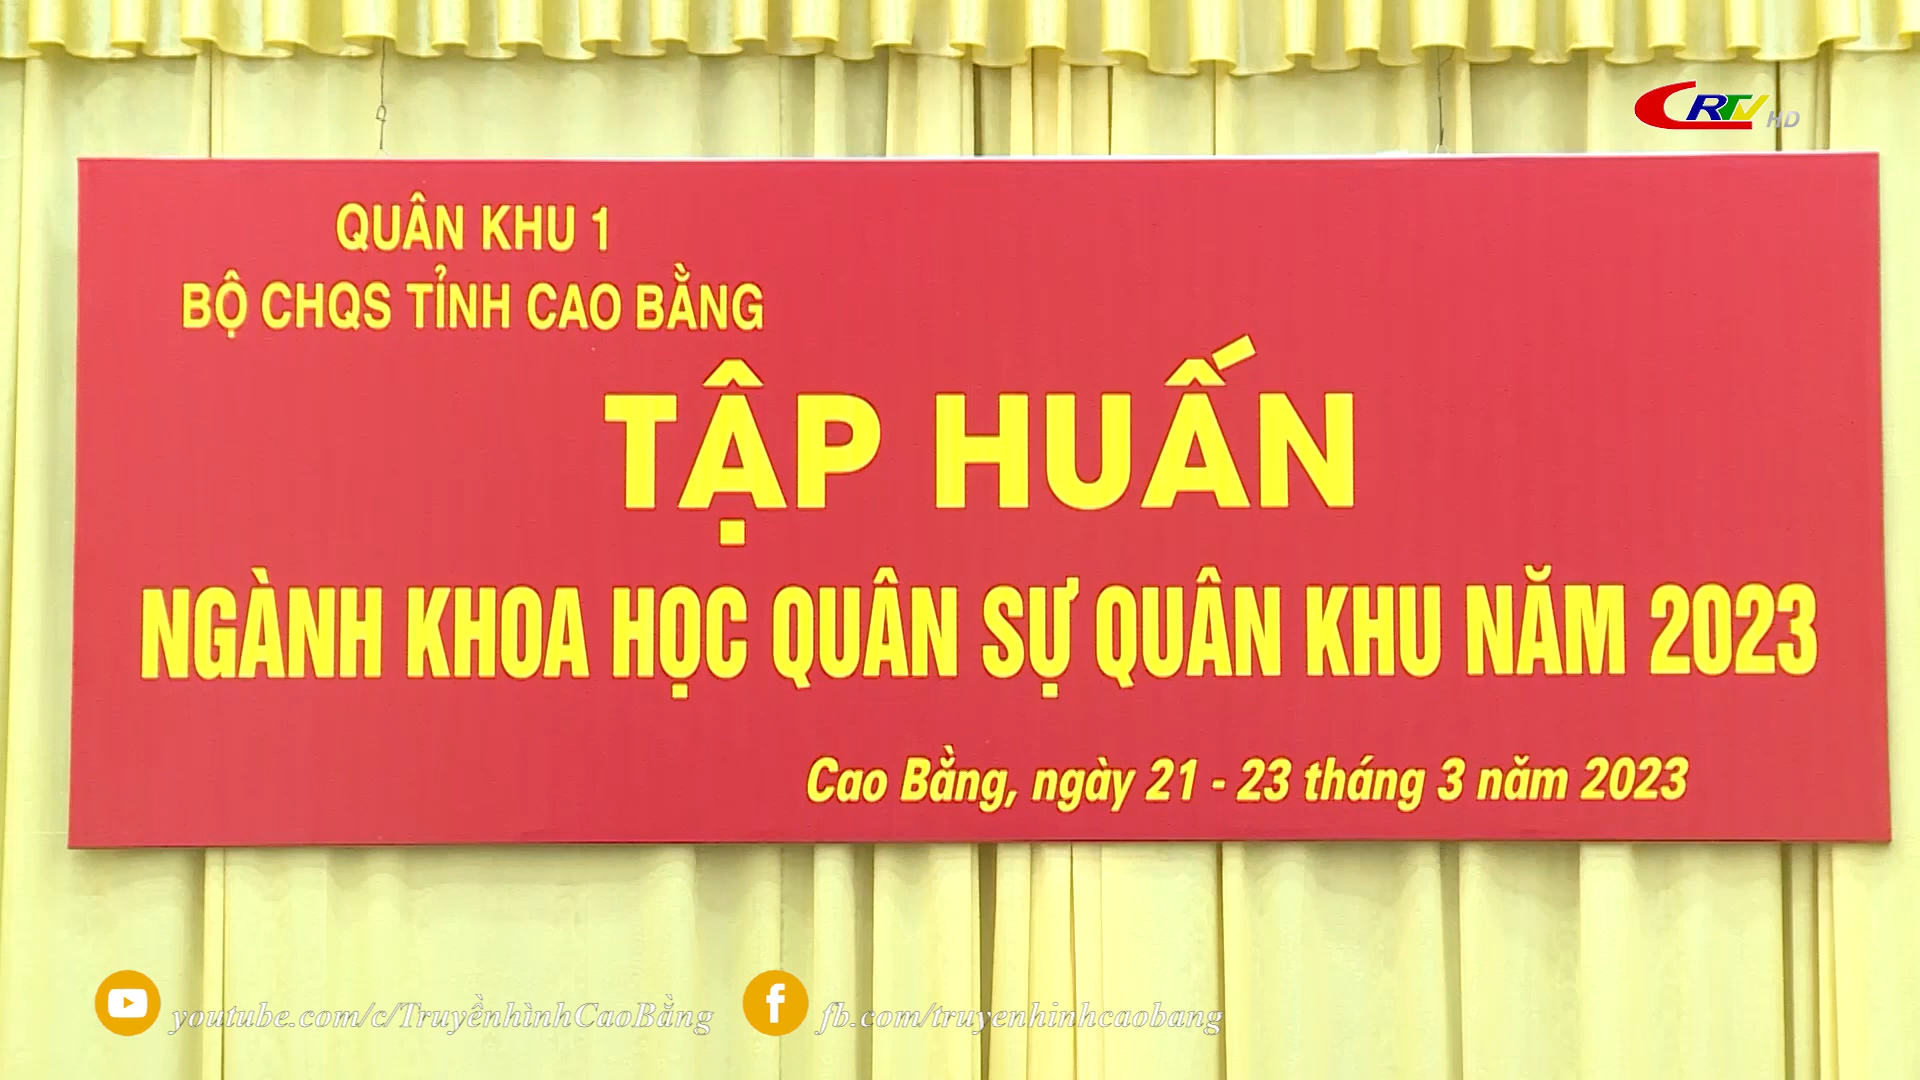 CRTV HD
QUÂN KHU 1
BỘ CHQS TỈNH CAO BẰNG
TẬP HUẤN
NGÀNH KHOA HỌC QUÂN SỰ QUÂN KHU NĂM 2023
Cao Bằng, ngày 21 - 23 tháng 3 năm 2023
youtube.com/c/TruyềnhìnhCaoBằng
fb.com/truyenhinhcaobang